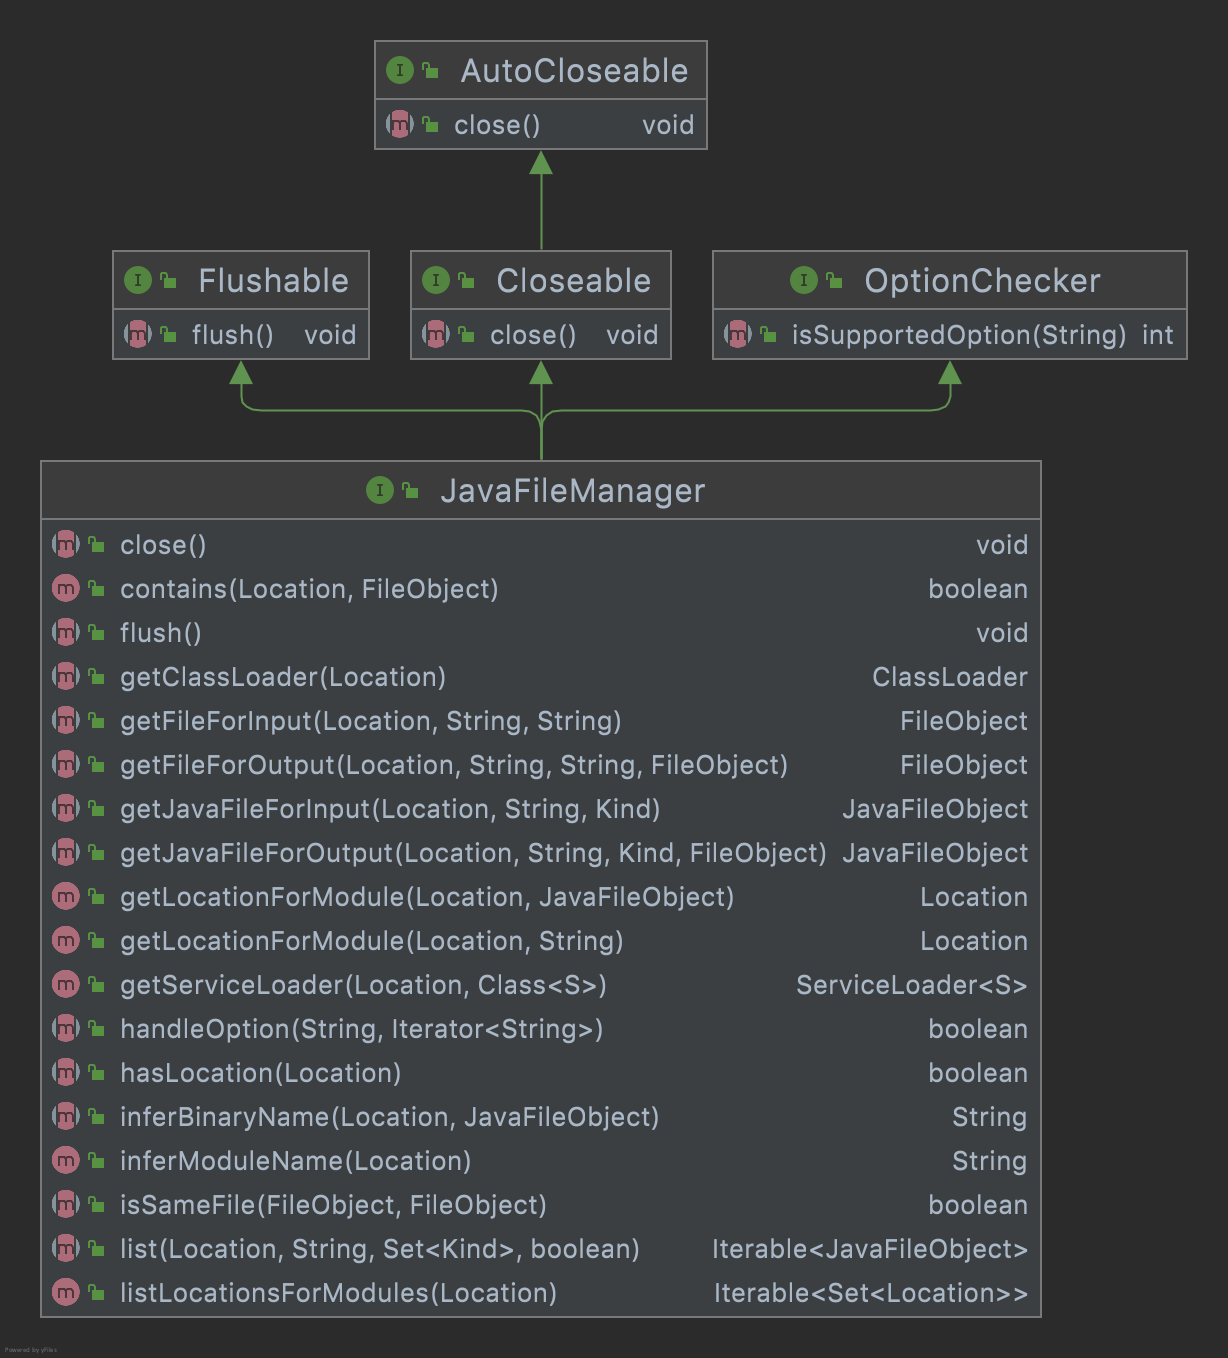 AutoCloseable
close() void
Flushable
flush() void
Closeable
close() void
OptionChecker
isSupportedOption(String) int
JavaFileManager
close() void
contains(Location, FileObject) boolean
flush() void
getClassLoader(Location) ClassLoader
getFileForInput(Location, String, String) FileObject
getFileForOutput(Location, String, String, FileObject) FileObject
getJavaFileForInput(Location, String, Kind) JavaFileObject
getJavaFileForOutput(Location, String, Kind, FileObject) JavaFileObject
getLocationForModule(Location, JavaFileObject) Location
getLocationForModule(Location, String) Location
getServiceLoader(Location, Class<S>) ServiceLoader<S>
handleOption(String, Iterator<String>) boolean
hasLocation(Location) boolean
inferBinaryName(Location, JavaFileObject) String
inferModuleName(Location) String
isSameFile(FileObject, FileObject) boolean
list(Location, String, Set<Kind>, boolean) Iterable<JavaFileObject>
listLocationsForModules(Location) Iterable<Set<Location>>
Powered by yFiles